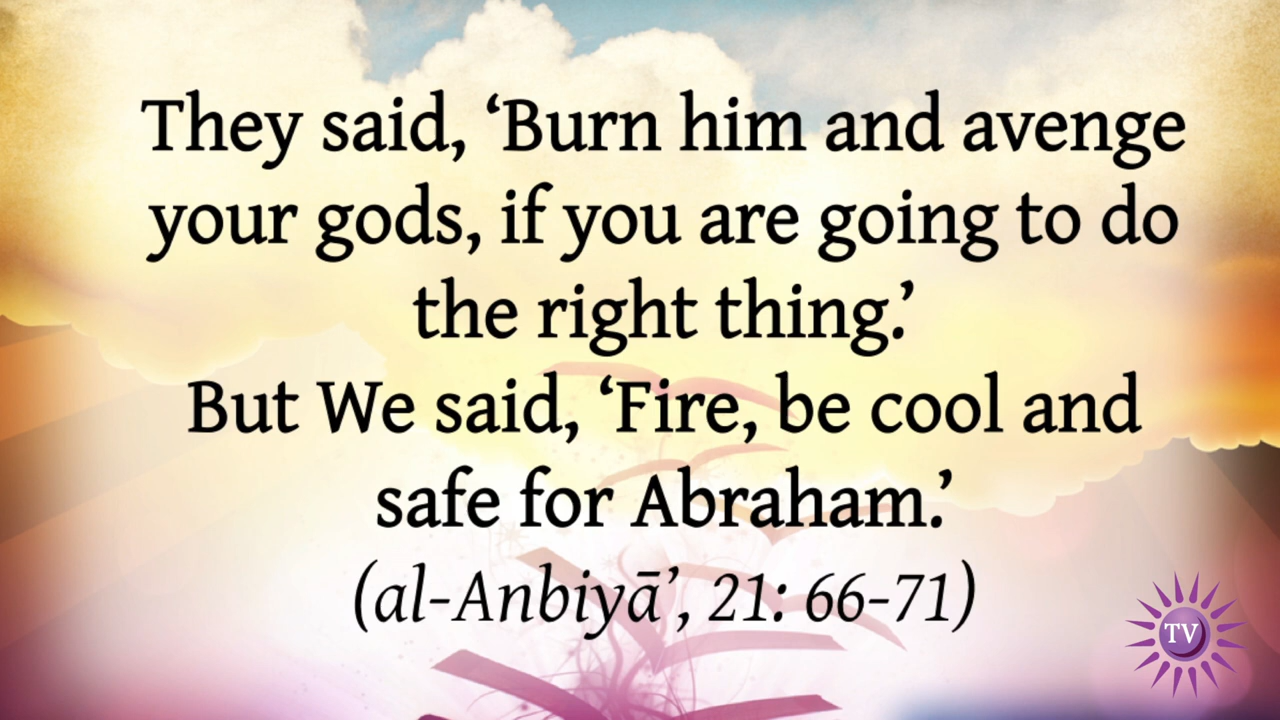 They said, ‘Burn him and avenge
your gods, if you are going to do
the right thing.’
But We said, ‘Fire, be cool and
safe for Abraham.’
(al-Anbiyā’, 21: 66-71)
TV